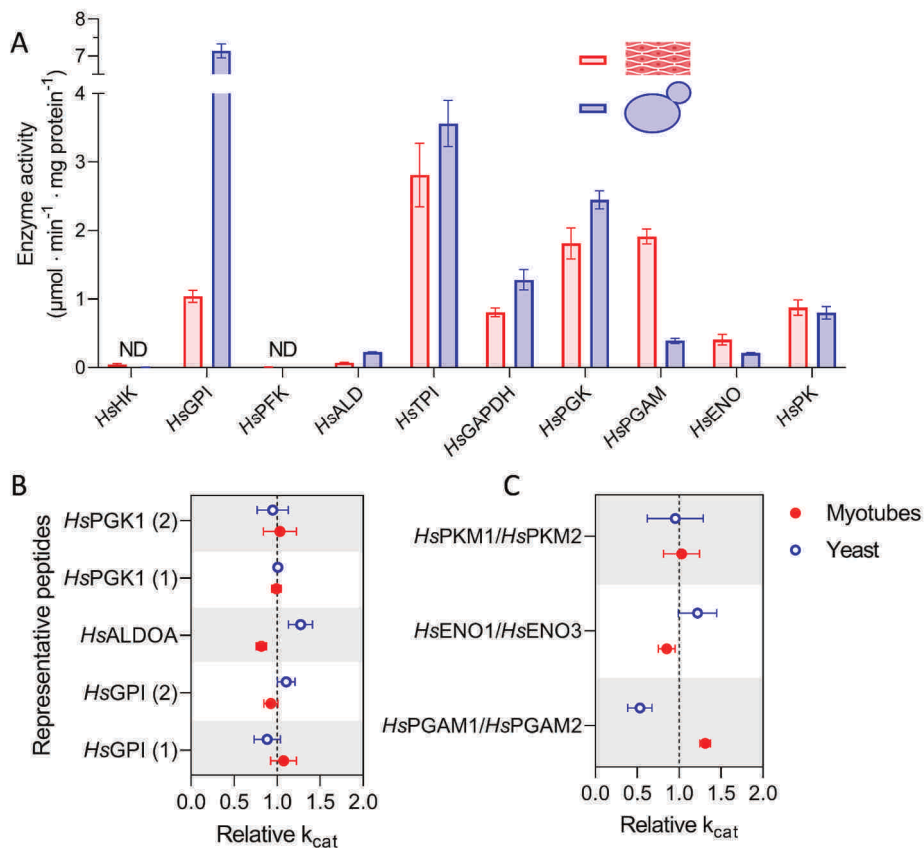 A
Enzyme activity
(µmol · min⁻¹ · mg protein⁻¹)
8
7
4
3
2
1
0
ND
ND
HsHK
HsGPI
HsPFK
HsALD
HsTPI
HsGAPDH
HsPGK
HsPGAM
HsENO
HsPK
B
Representative peptides
HsPGK1 (2)
HsPGK1 (1)
HsALDOA
HsGPI (2)
HsGPI (1)
0.0 0.5 1.0 1.5 2.0
Relative kcat
C
HsPKM1/HsPKM2
HsENO1/HsENO3
HsPGAM1/HsPGAM2
0.0 0.5 1.0 1.5 2.0
Relative kcat
Myotubes
Yeast